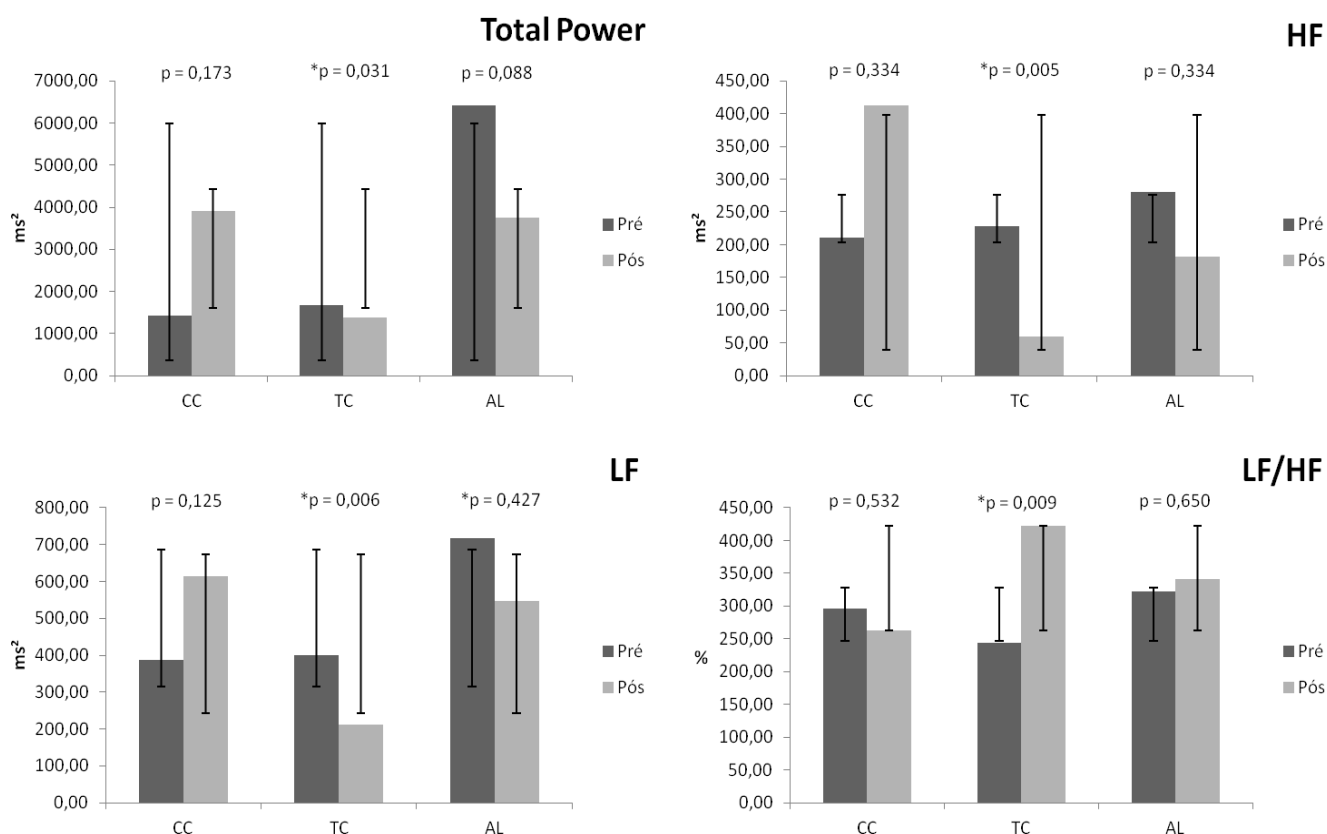 Total Power
p = 0,173 *p = 0,031 p = 0,088
7000,00
6000,00
5000,00
4000,00
3000,00
2000,00
1000,00
0,00
ms²
CC TC AL
Pré
Pós
HF
p = 0,334 *p = 0,005 p = 0,334
450,00
400,00
350,00
300,00
250,00
200,00
150,00
100,00
50,00
0,00
ms²
CC TC AL
Pré
Pós
LF
p = 0,125 *p = 0,006 *p = 0,427
800,00
700,00
600,00
500,00
400,00
300,00
200,00
100,00
0,00
ms²
CC TC AL
Pré
Pós
LF/HF
p = 0,532 *p = 0,009 p = 0,650
450,00
400,00
350,00
300,00
250,00
200,00
150,00
100,00
50,00
0,00
%
CC TC AL
Pré
Pós